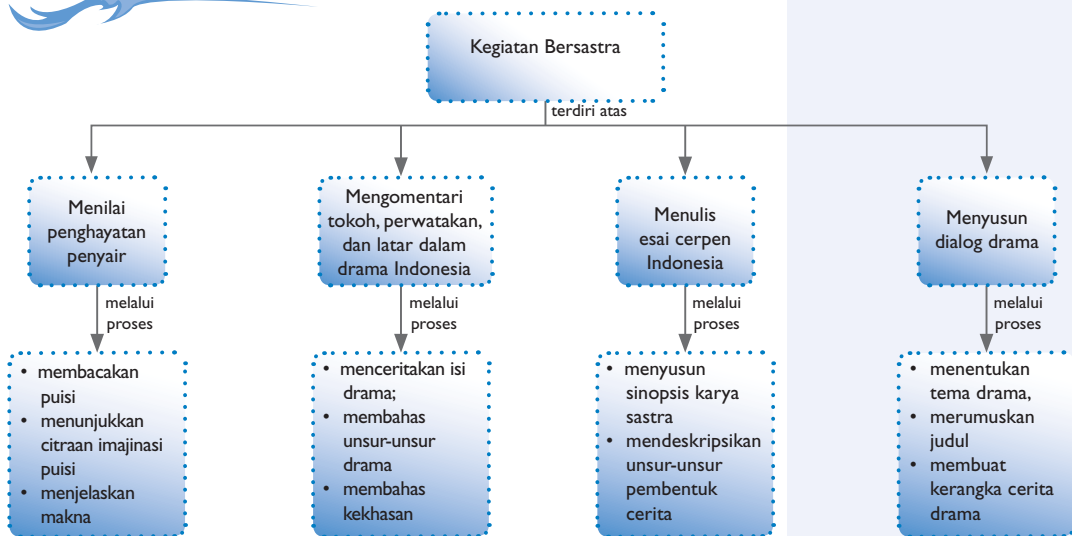 Kegiatan Bersastra
terdiri atas
Menilai
penghayatan
penyair
Mengomentari
tokoh, perwatakan,
dan latar dalam
drama Indonesia
Menulis
esai cerpen
Indonesia
Menyusun
dialog drama
melalui
proses
melalui
proses
melalui
proses
melalui
proses
• membacakan
puisi
• menunjukkan
citraan imajinasi
puisi
• menjelaskan
makna
• menceritakan isi
drama;
• membahas
unsur-unsur
drama
• membahas
kekhasan
• menyusun
sinopsis karya
sastra
• mendeskripsikan
unsur-unsur
pembentuk
cerita
• menentukan
tema drama,
• merumuskan
judul
• membuat
kerangka cerita
drama